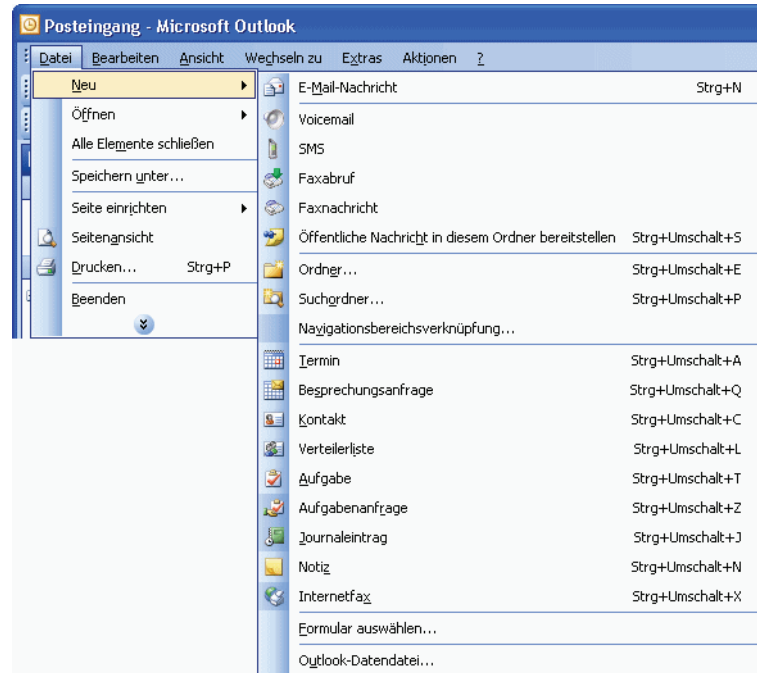 Posteingang - Microsoft Outlook
Datei Bearbeiten Ansicht Wechseln zu Extras Aktionen ?
Neu
Öffnen
Alle Elemente schließen
Speichern unter...
Seite einrichten
Seitenansicht
Drucken... Strg+P
Beenden
E-Mail-Nachricht Strg+N
Voicemail
SMS
Faxabruf
Faxnachricht
Öffentliche Nachricht in diesem Ordner bereitstellen Strg+Umschalt+S
Ordner... Strg+Umschalt+E
Suchordner... Strg+Umschalt+P
Navigationsbereichsverknüpfung...
Termin Strg+Umschalt+A
Besprechungsanfrage Strg+Umschalt+Q
Kontakt Strg+Umschalt+C
Verteilerliste Strg+Umschalt+L
Aufgabe Strg+Umschalt+T
Aufgabenanfrage Strg+Umschalt+Z
Journaleintrag Strg+Umschalt+J
Notiz Strg+Umschalt+N
Internetfax Strg+Umschalt+X
Formular auswählen...
Outlook-Datendatei...